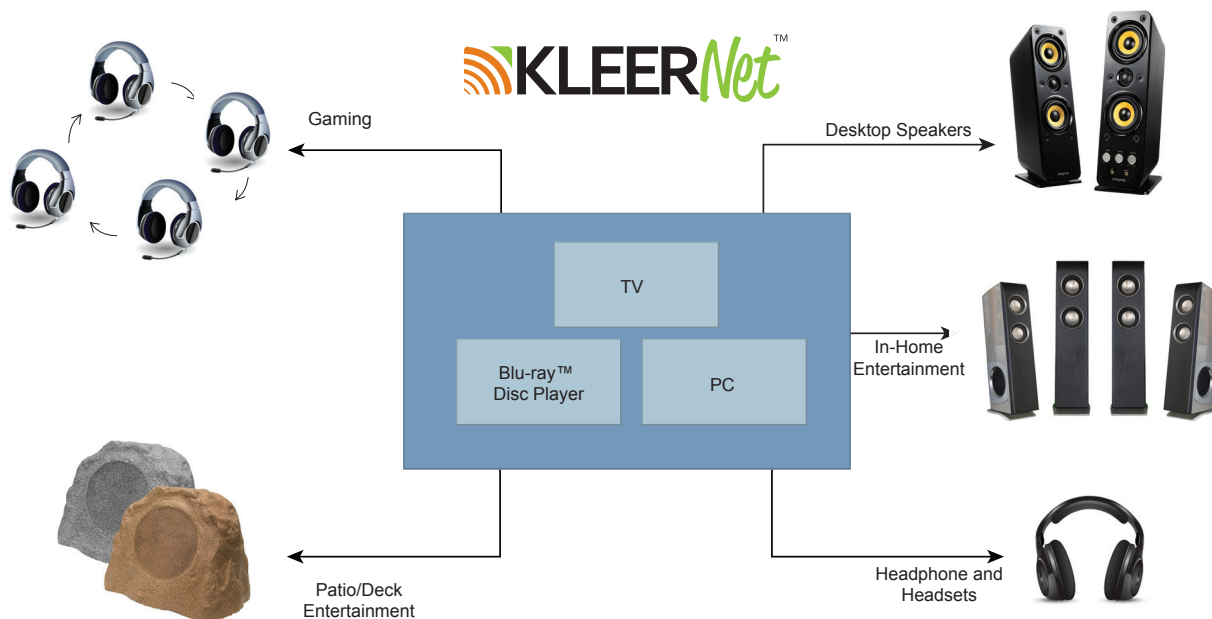 KLEERNet™
Gaming
Desktop Speakers
TV
Blu-ray™
Disc Player
PC
In-Home
Entertainment
Patio/Deck
Entertainment
Headphone and
Headsets